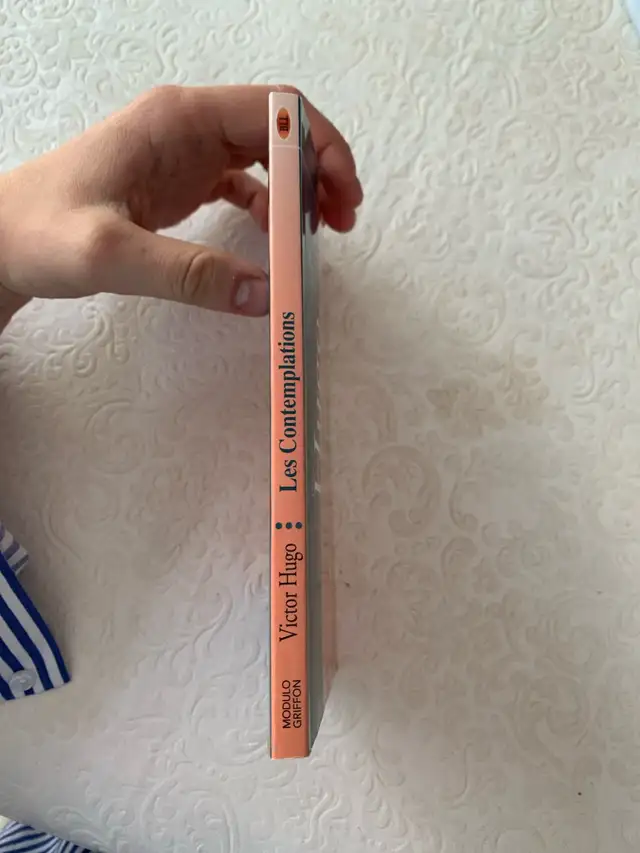 MODULO
GRIFFON
Victor Hugo
Les Contemplations